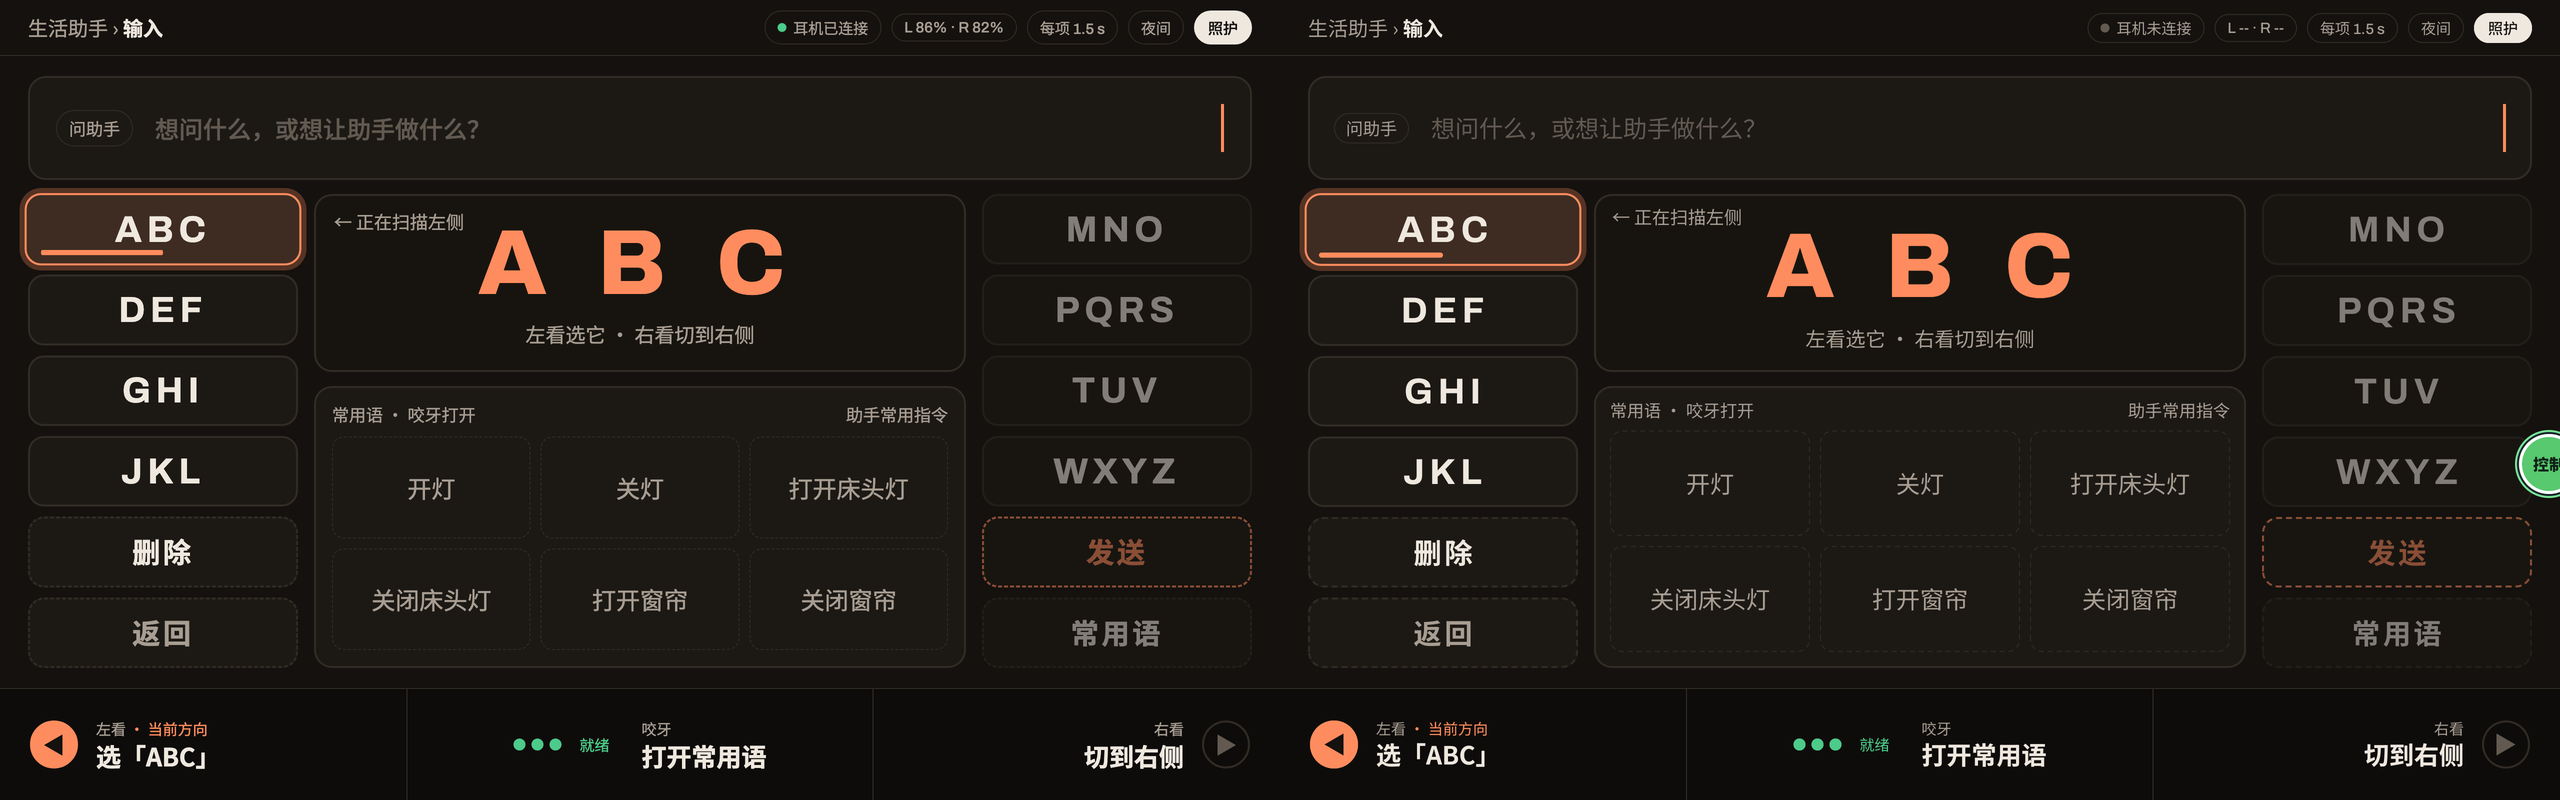 生活助手 › 输入
耳机已连接
L 86% · R 82%
每项 1.5 s
夜间
照护
问助手
想问什么，或想让助手做什么？
ABC
DEF
GHI
JKL
删除
返回
← 正在扫描左侧
A B C
左看选它 · 右看切到右侧
常用语 · 咬牙打开
助手常用指令
开灯
关灯
打开床头灯
关闭床头灯
打开窗帘
关闭窗帘
MNO
PQRS
TUV
WXYZ
发送
常用语
左看 · 当前方向
选「ABC」
就绪
咬牙
打开常用语
右看
切到右侧
生活助手 › 输入
耳机未连接
L -- · R --
每项 1.5 s
夜间
照护
问助手
想问什么，或想让助手做什么？
ABC
DEF
GHI
JKL
删除
返回
← 正在扫描左侧
A B C
左看选它 · 右看切到右侧
常用语 · 咬牙打开
助手常用指令
开灯
关灯
打开床头灯
关闭床头灯
打开窗帘
关闭窗帘
MNO
PQRS
TUV
WXYZ
控制
发送
常用语
左看 · 当前方向
选「ABC」
就绪
咬牙
打开常用语
右看
切到右侧